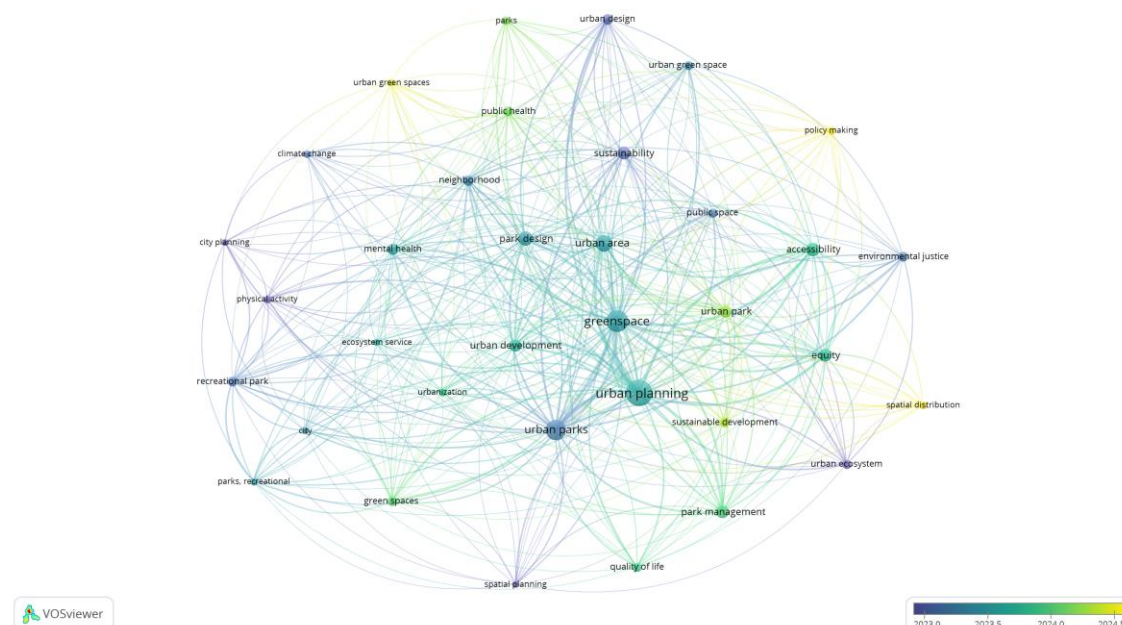 parks
urban design
urban green space
urban green spaces
public health
policy making
climate change
sustainability
neighborhood
public space
city planning
mental health
park design
urban area
accessibility
environmental justice
physical activity
greenspace
urban park
ecosystem service
urban development
equity
recreational park
urbanization
urban planning
spatial distribution
city
urban parks
sustainable development
urban ecosystem
parks, recreational
green spaces
park management
quality of life
spatial planning
VOSviewer
2023.0 2023.5 2024.0 2024.5